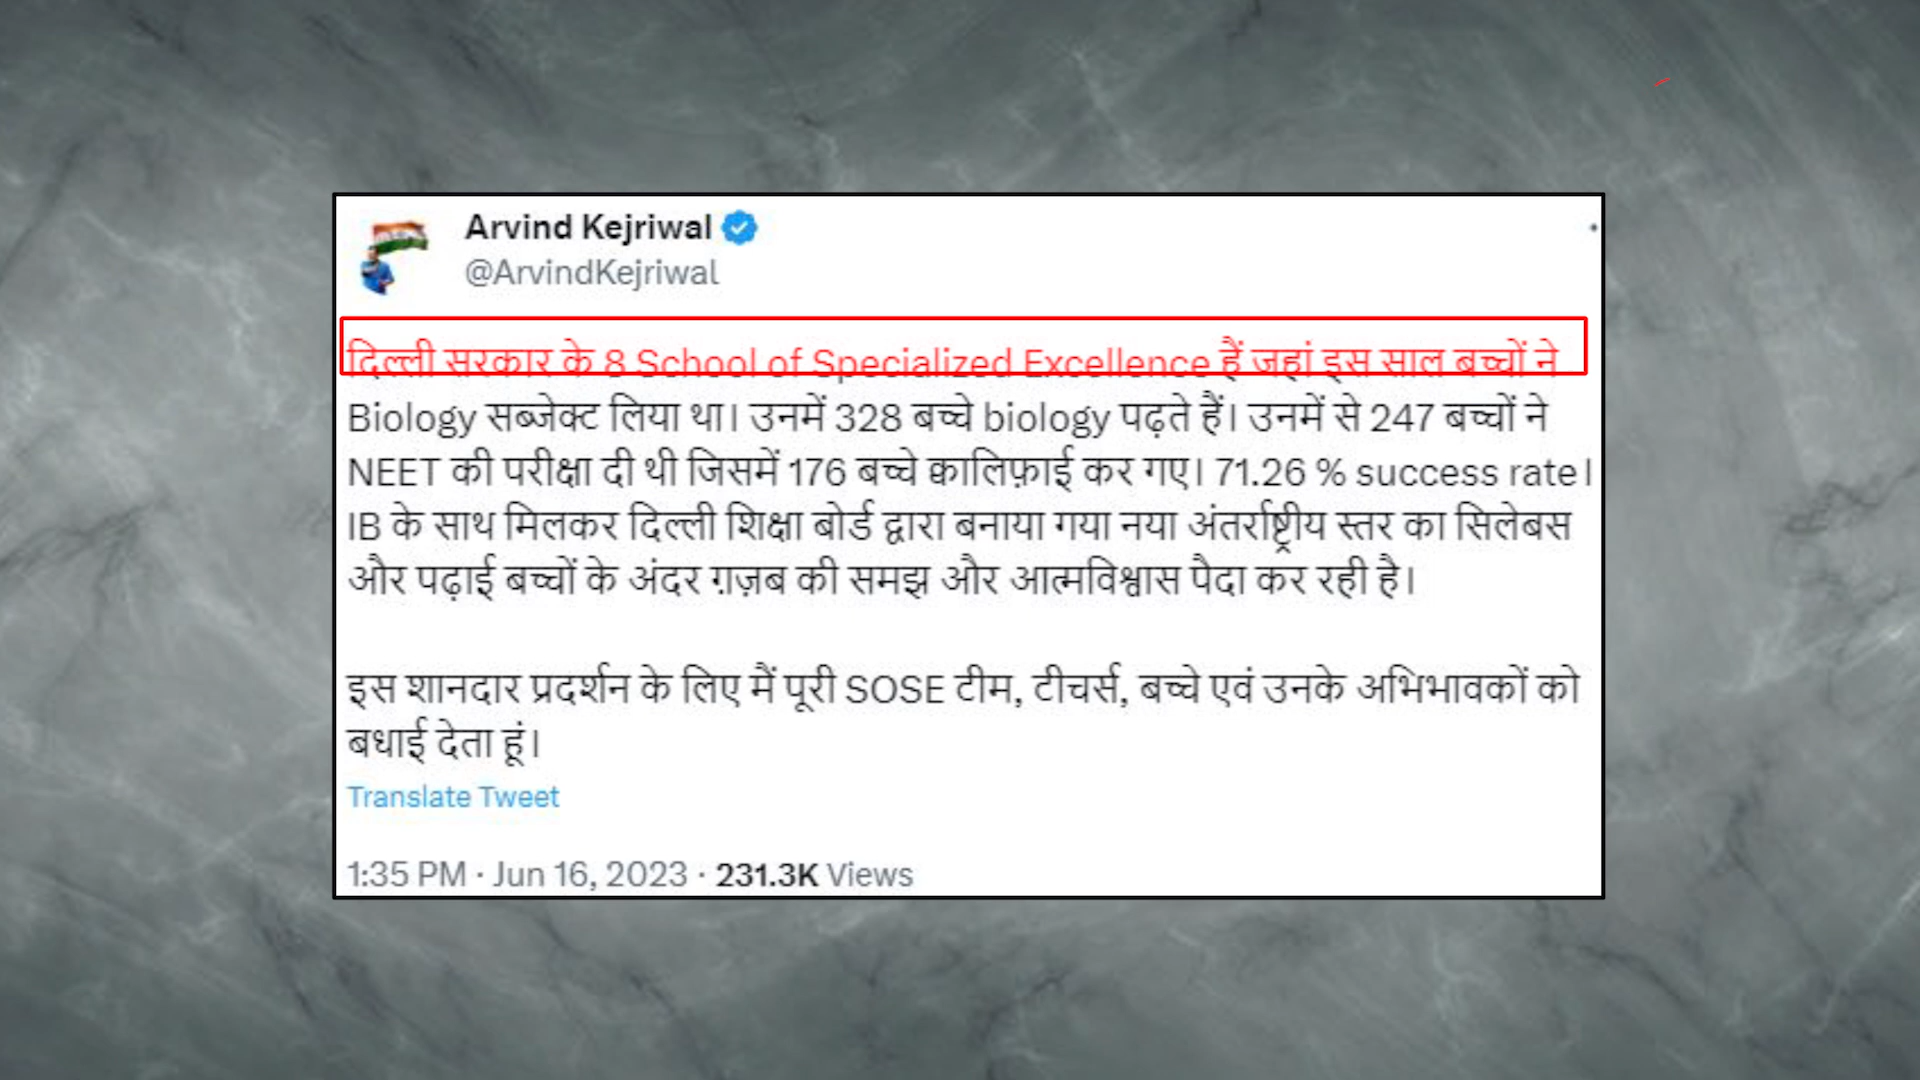 Arvind Kejriwal
@ArvindKejriwal
दिल्ली सरकार के 8 School of Specialized Excellence हैं जहां इस साल बच्चों ने
Biology सब्जेक्ट लिया था। उनमें 328 बच्चे biology पढ़ते हैं। उनमें से 247 बच्चों ने
NEET की परीक्षा दी थी जिसमें 176 बच्चे क्वालिफ़ाई कर गए। 71.26 % success rate।
IB के साथ मिलकर दिल्ली शिक्षा बोर्ड द्वारा बनाया गया नया अंतर्राष्ट्रीय स्तर का सिलेबस
और पढ़ाई बच्चों के अंदर ग़ज़ब की समझ और आत्मविश्वास पैदा कर रही है।
इस शानदार प्रदर्शन के लिए मैं पूरी SOSE टीम, टीचर्स, बच्चे एवं उनके अभिभावकों को
बधाई देता हूं।
Translate Tweet
1:35 PM · Jun 16, 2023 · 231.3K Views